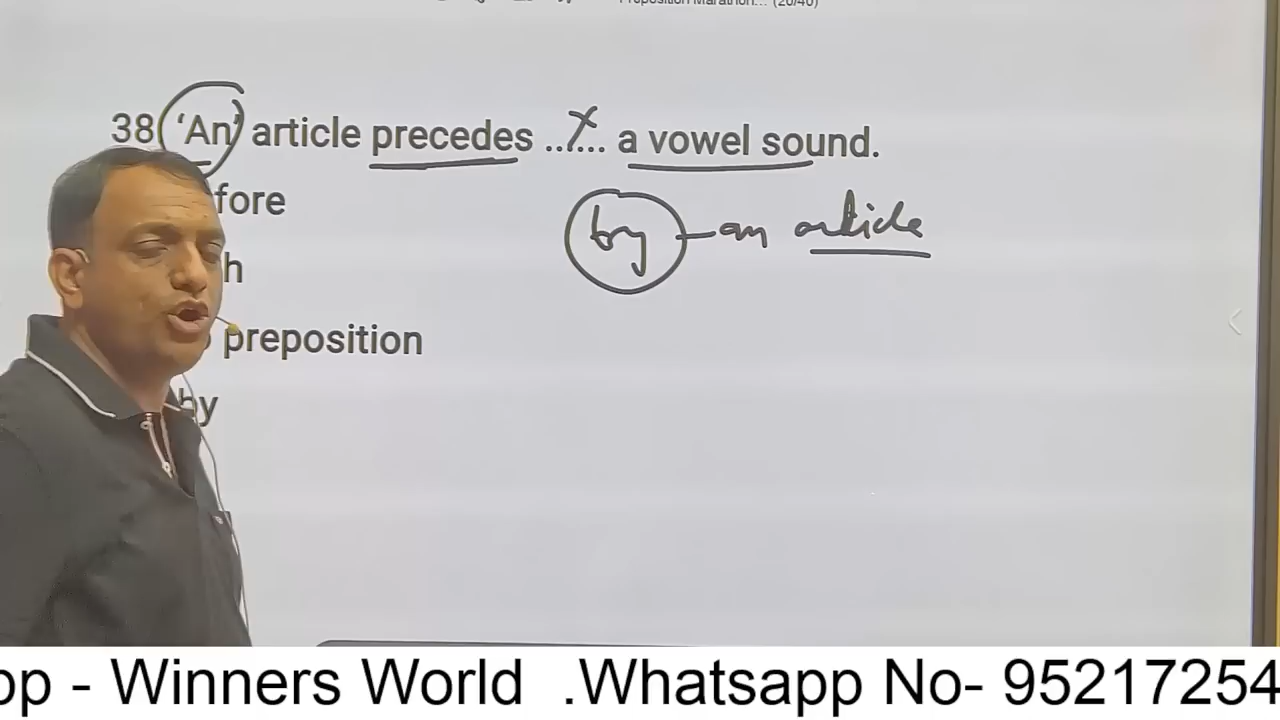 Preposition Marathon... (20/40)
38 'An' article precedes ..x... a vowel sound.
fore
by - an article
h
preposition
by
op - Winners World .Whatsapp No- 95217254